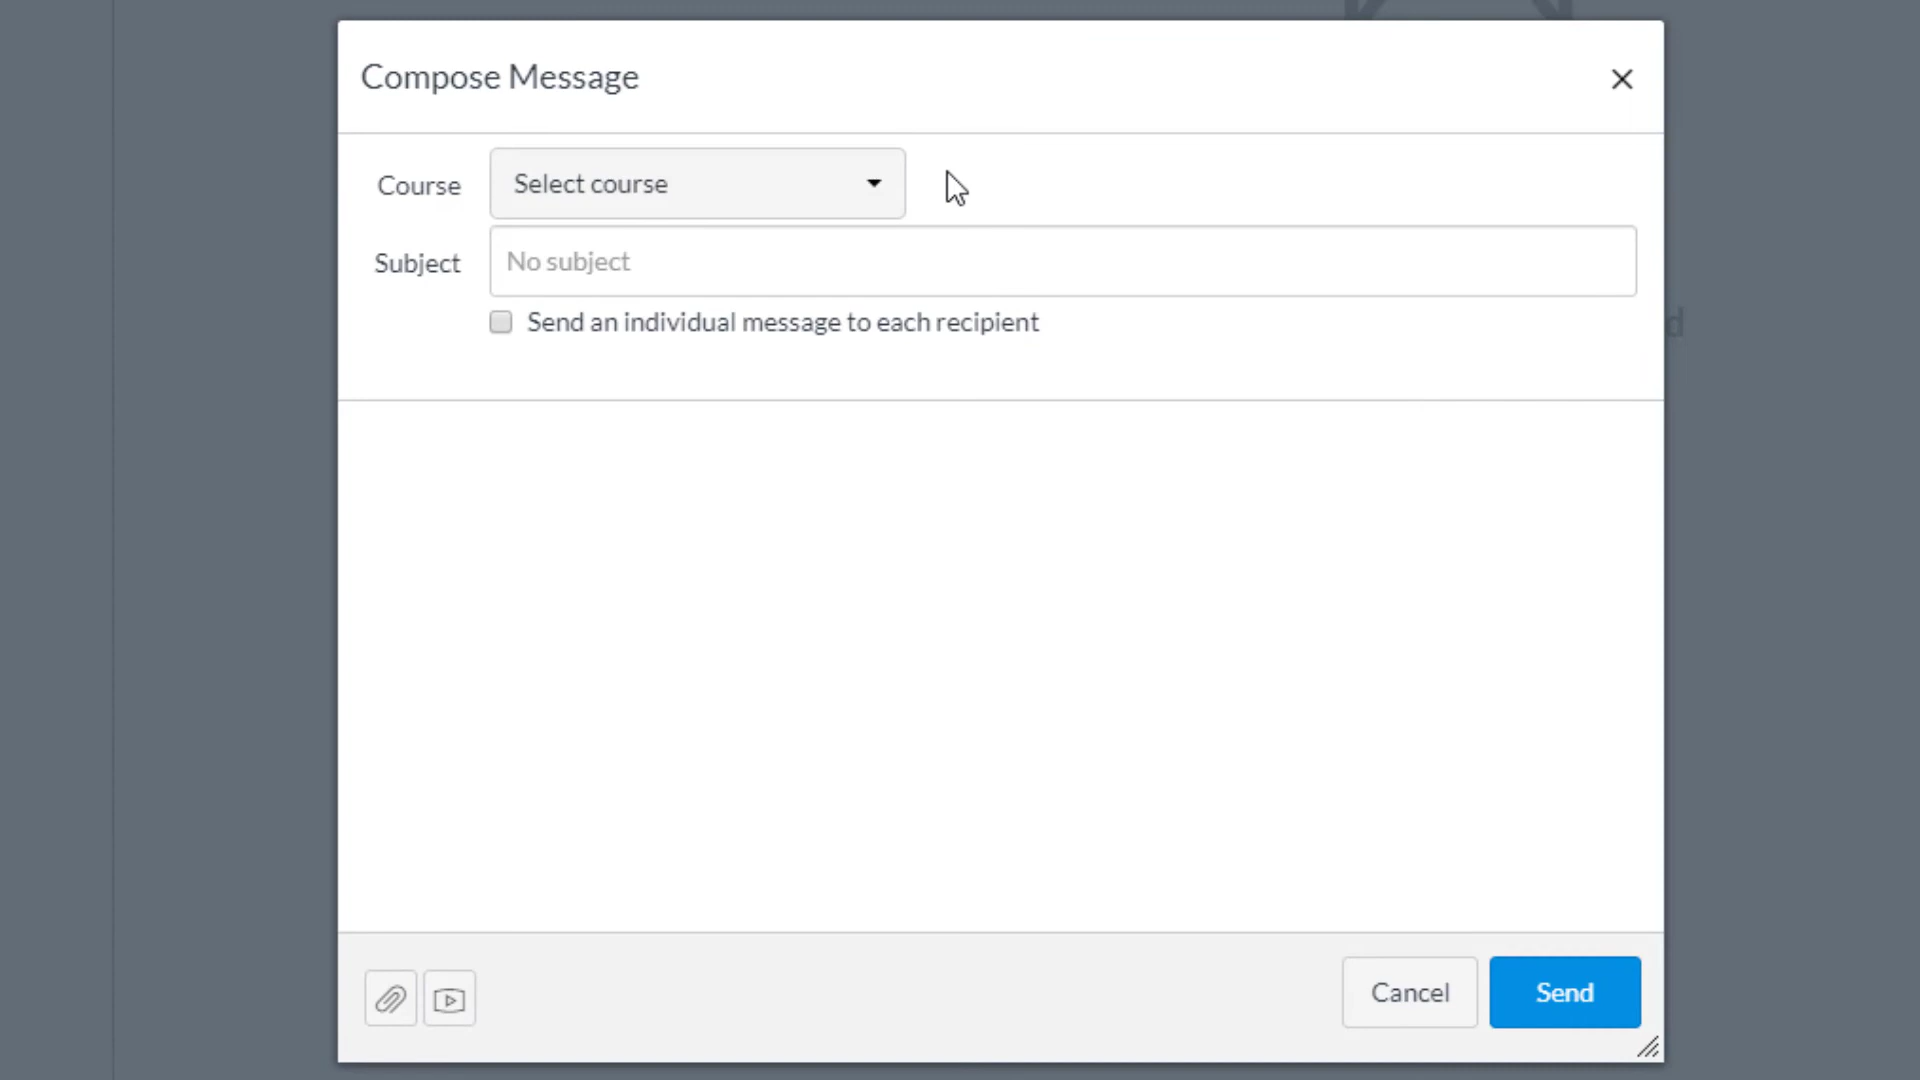 Compose Message
Course Select course
Subject No subject
Send an individual message to each recipient
d
Cancel Send